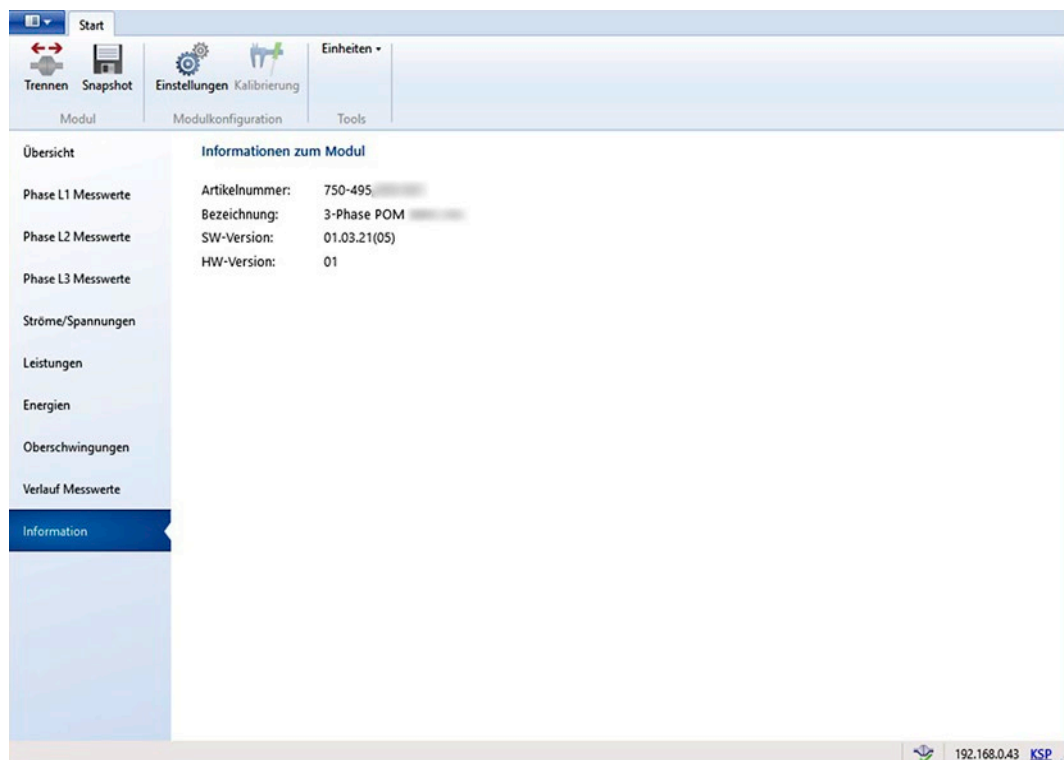 Start
Trennen Snapshot Einstellungen Kalibrierung Einheiten
Modul Modulkonfiguration Tools
Übersicht
Phase L1 Messwerte
Phase L2 Messwerte
Phase L3 Messwerte
Ströme/Spannungen
Leistungen
Energien
Oberschwingungen
Verlauf Messwerte
Information
Informationen zum Modul
Artikelnummer: 750-495
Bezeichnung: 3-Phase POM
SW-Version: 01.03.21(05)
HW-Version: 01
192.168.0.43 KSP